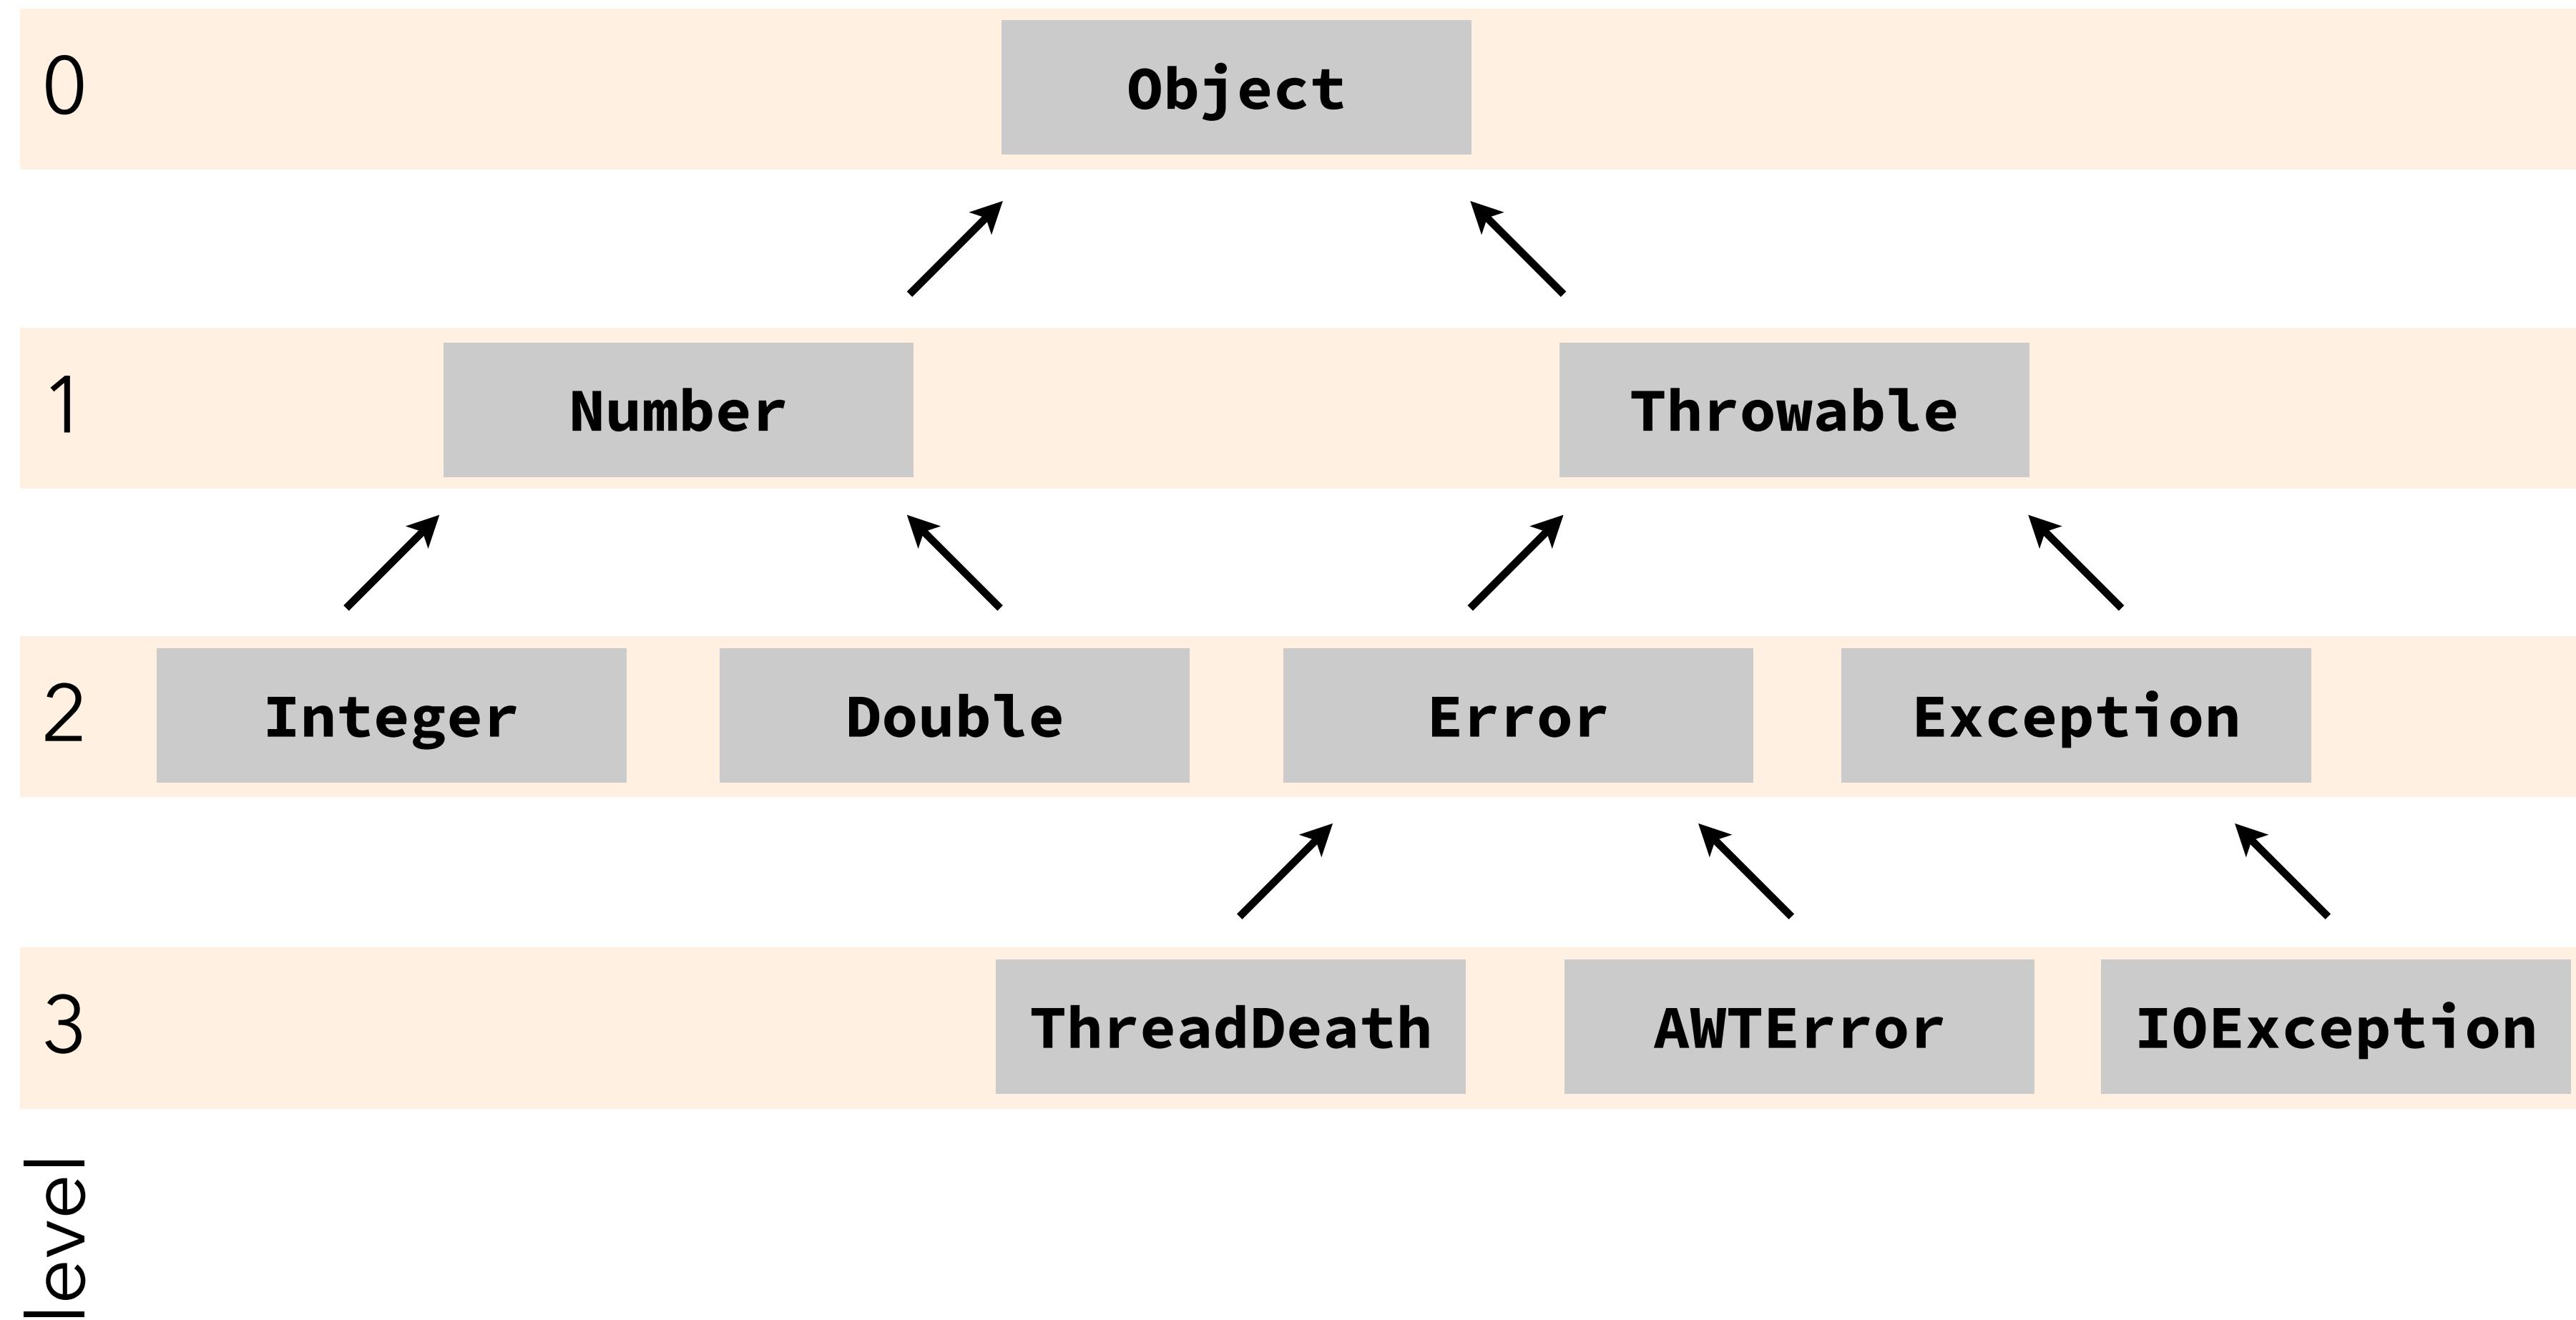 0
Object
1
Number
Throwable
2
Integer
Double
Error
Exception
3
ThreadDeath
AWTError
IOException
level